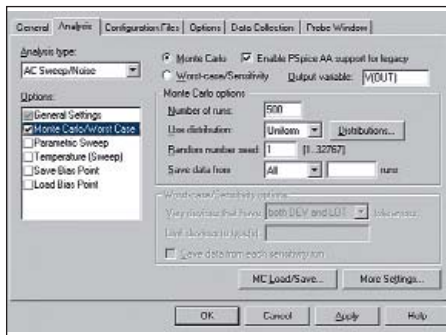 General
Analysis
Configuration Files
Options
Data Collection
Probe Window
Analysis type:
AC Sweep/Noise
Options:
General Settings
Monte Carlo/Worst Case
Parametric Sweep
Temperature (Sweep)
Save Bias Point
Load Bias Point
Monte Carlo
Enable PSpice AA support for legacy
Worst-case/Sensitivity
Output variable: V(OUT)
Monte Carlo options
Number of runs: 500
Use distribution: Uniform Distributions...
Random number seed: 1 [1..32767]
Save data from All runs
Worst-case/Sensitivity options
Vary devices that have both DEV and LOT tolerances
Limit devices to type(s):
Save data from each sensitivity run
MC Load/Save...
More Settings...
OK
Cancel
Apply
Help